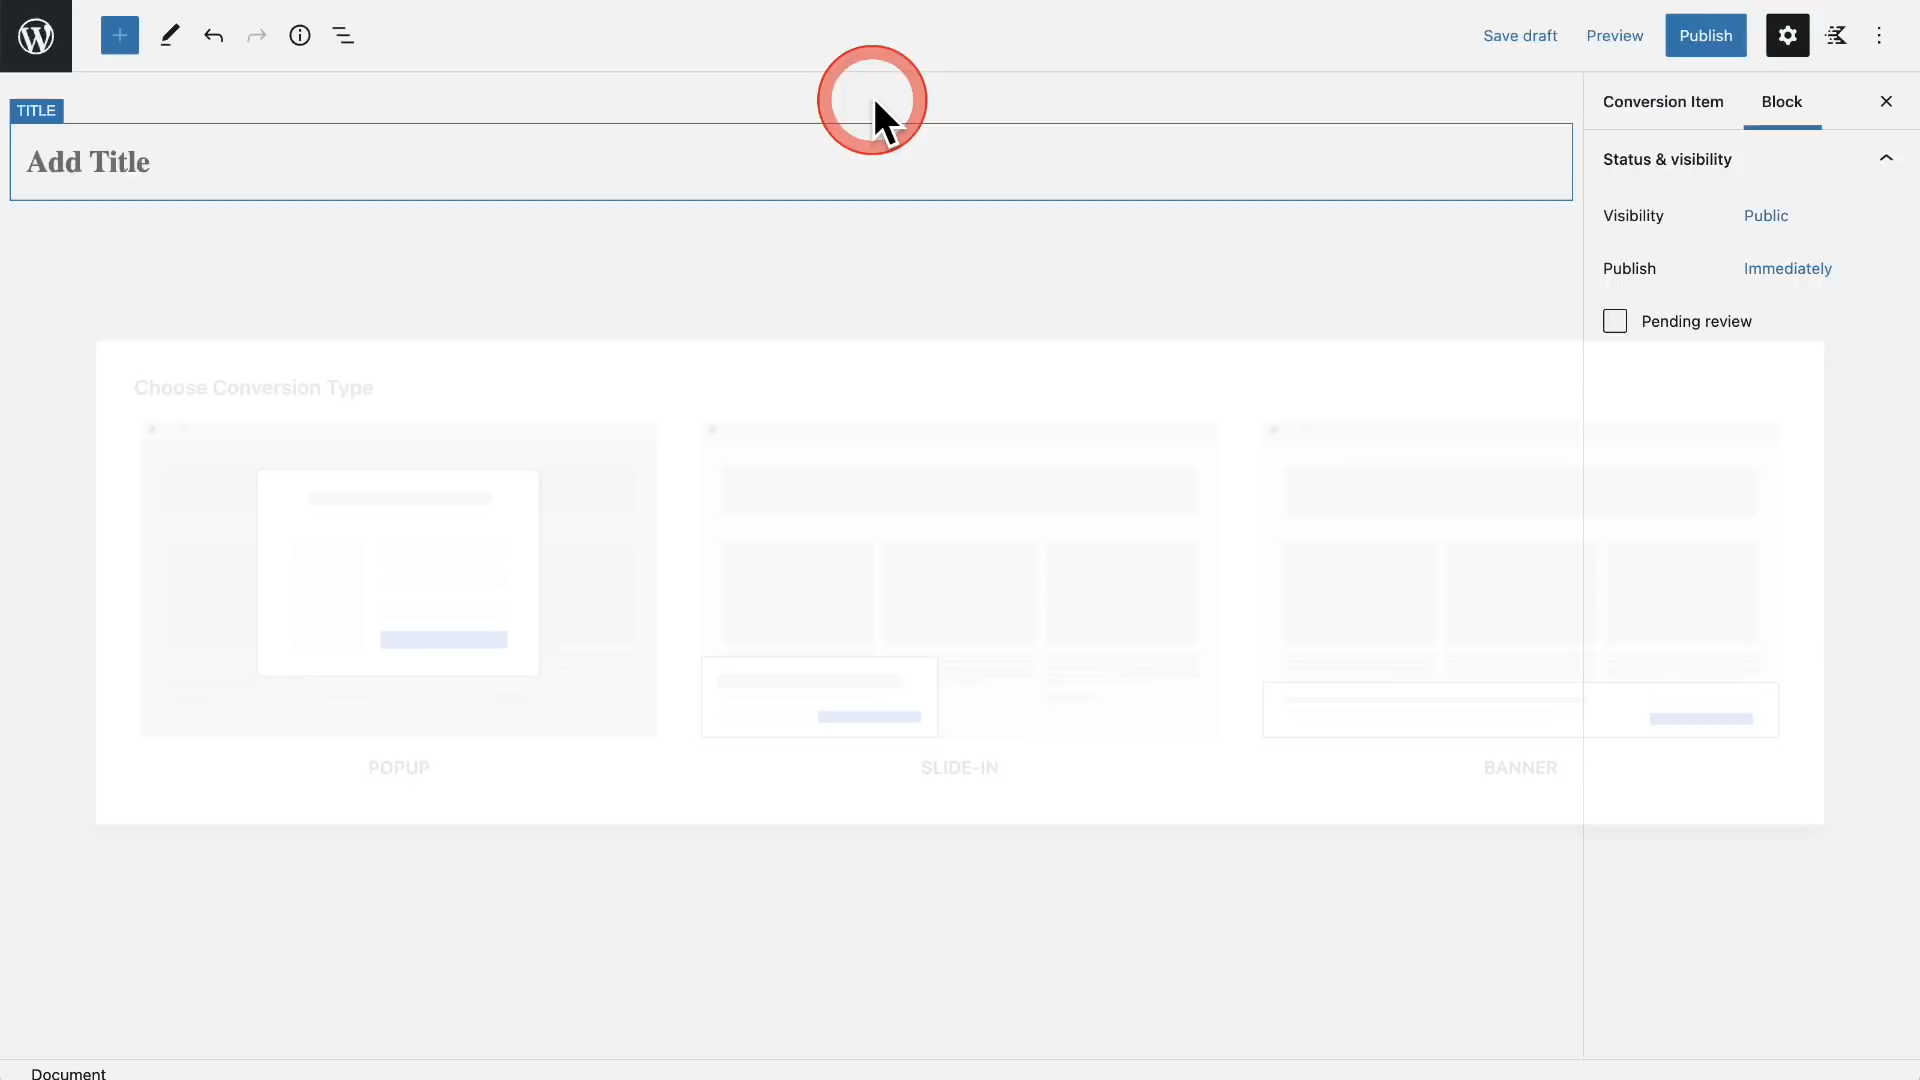 Save draft
Preview
Publish
TITLE
Add Title
Conversion Item
Block
Status & visibility
Visibility
Public
Publish
Immediately
Pending review
Choose Conversion Type
POPUP
SLIDE-IN
BANNER
Document